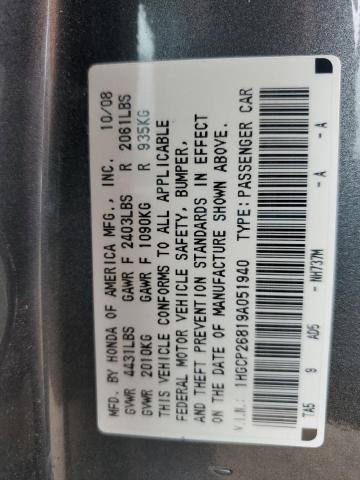 MFD. BY HONDA OF AMERICA MFG., INC. 10/08
GVWR 4431LBS GAWR F 2403LBS R 2061LBS
GVWR 2010KG GAWR F 1090KG R 935KG
THIS VEHICLE CONFORMS TO ALL APPLICABLE
FEDERAL MOTOR VEHICLE SAFETY, BUMPER,
AND THEFT PREVENTION STANDARDS IN EFFECT
ON THE DATE OF MANUFACTURE SHOWN ABOVE.
V.I.N.: 1HGCP26819A051940 TYPE: PASSENGER CAR
TA5 9 AD5 - NH737M - A - A